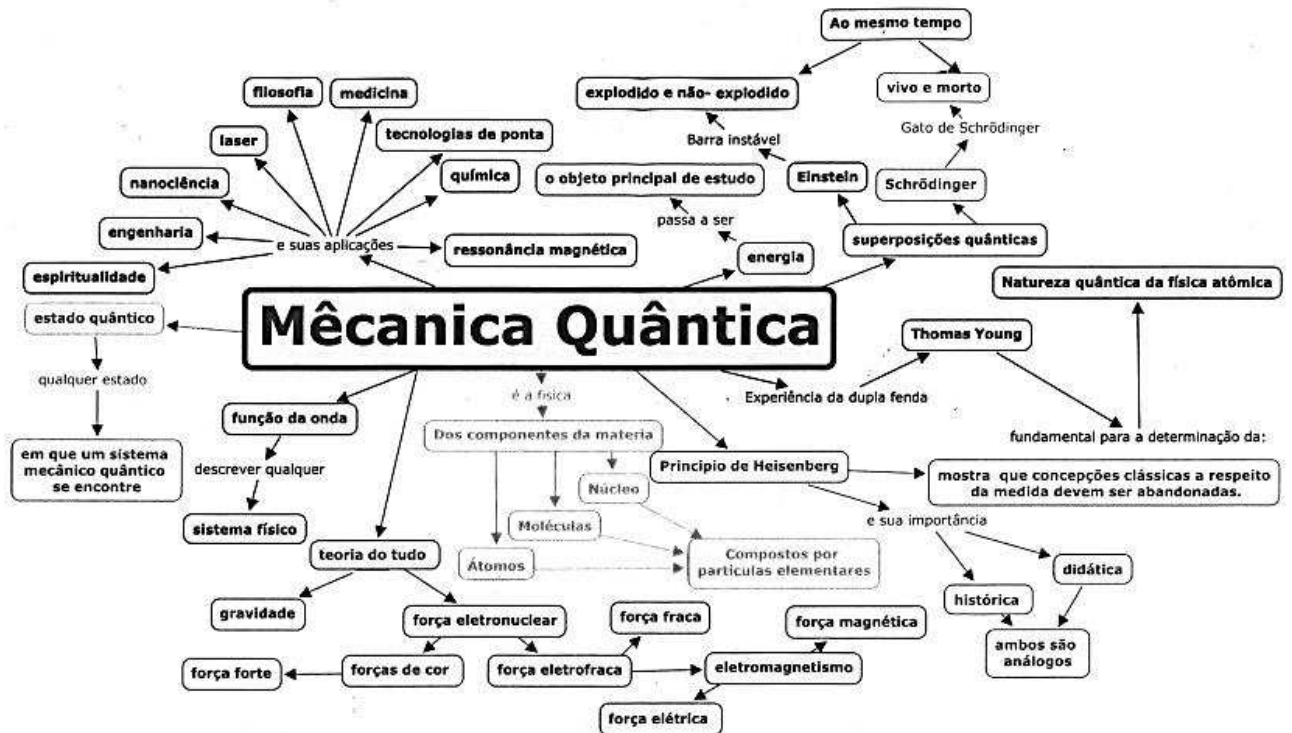 Ao mesmo tempo
filosofia
medicina
explodido e não- explodido
vivo e morto
laser
tecnologias de ponta
Barra instável
Gato de Schrödinger
nanociência
química
o objeto principal de estudo
Einstein
Schrödinger
engenharia
e suas aplicações
passa a ser
ressonância magnética
energia
superposições quânticas
espiritualidade
Natureza quântica da física atômica
estado quântico
Mêcanica Quântica
Thomas Young
qualquer estado
é a fisica
Experiência da dupla fenda
função da onda
Dos componentes da materia
fundamental para a determinação da:
em que um sistema
mecânico quântico
se encontre
descrever qualquer
Principio de Heisenberg
mostra que concepções clássicas a respeito
da medida devem ser abandonadas.
Núcleo
sistema físico
Moléculas
e sua importância
teoria do tudo
Átomos
Compostos por
particulas elementares
didática
gravidade
histórica
força eletronuclear
força fraca
força magnética
ambos são
análogos
força forte
forças de cor
força eletrofraca
eletromagnetismo
força elétrica